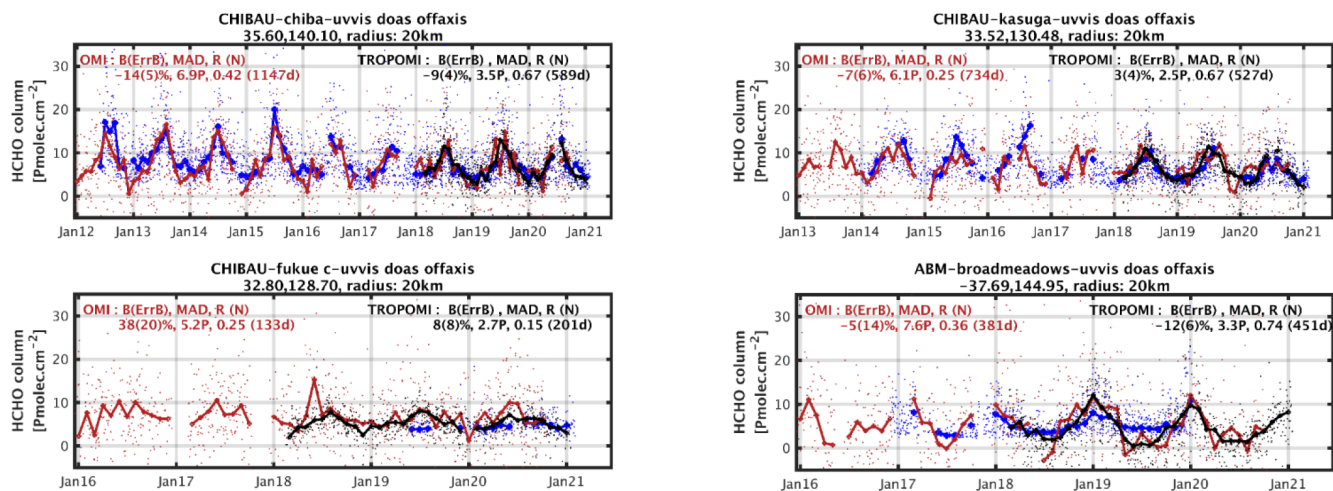 CHIBAU-chiba-uvvis doas offaxis
35.60,140.10, radius: 20km
OMI : B(ErrB), MAD, R (N)
−14(5)%, 6.9P, 0.42 (1147d)
TROPOMI : B(ErrB) , MAD, R (N)
−9(4)%, 3.5P, 0.67 (589d)
HCHO column
[Pmolec.cm−2]
30
20
10
0
Jan12 Jan13 Jan14 Jan15 Jan16 Jan17 Jan18 Jan19 Jan20 Jan21
CHIBAU-kasuga-uvvis doas offaxis
33.52,130.48, radius: 20km
OMI : B(ErrB), MAD, R (N)
−7(6)%, 6.1P, 0.25 (734d)
TROPOMI : B(ErrB) , MAD, R (N)
3(4)%, 2.5P, 0.67 (527d)
HCHO column
[Pmolec.cm−2]
30
20
10
0
Jan13 Jan14 Jan15 Jan16 Jan17 Jan18 Jan19 Jan20 Jan21
CHIBAU-fukue c-uvvis doas offaxis
32.80,128.70, radius: 20km
OMI : B(ErrB), MAD, R (N)
38(20)%, 5.2P, 0.25 (133d)
TROPOMI : B(ErrB) , MAD, R (N)
8(8)%, 2.7P, 0.15 (201d)
HCHO column
[Pmolec.cm−2]
30
20
10
0
Jan16 Jan17 Jan18 Jan19 Jan20 Jan21
ABM-broadmeadows-uvvis doas offaxis
−37.69,144.95, radius: 20km
OMI : B(ErrB), MAD, R (N)
−5(14)%, 7.6P, 0.36 (381d)
TROPOMI : B(ErrB) , MAD, R (N)
−12(6)%, 3.3P, 0.74 (451d)
HCHO column
[Pmolec.cm−2]
30
20
10
0
Jan16 Jan17 Jan18 Jan19 Jan20 Jan21